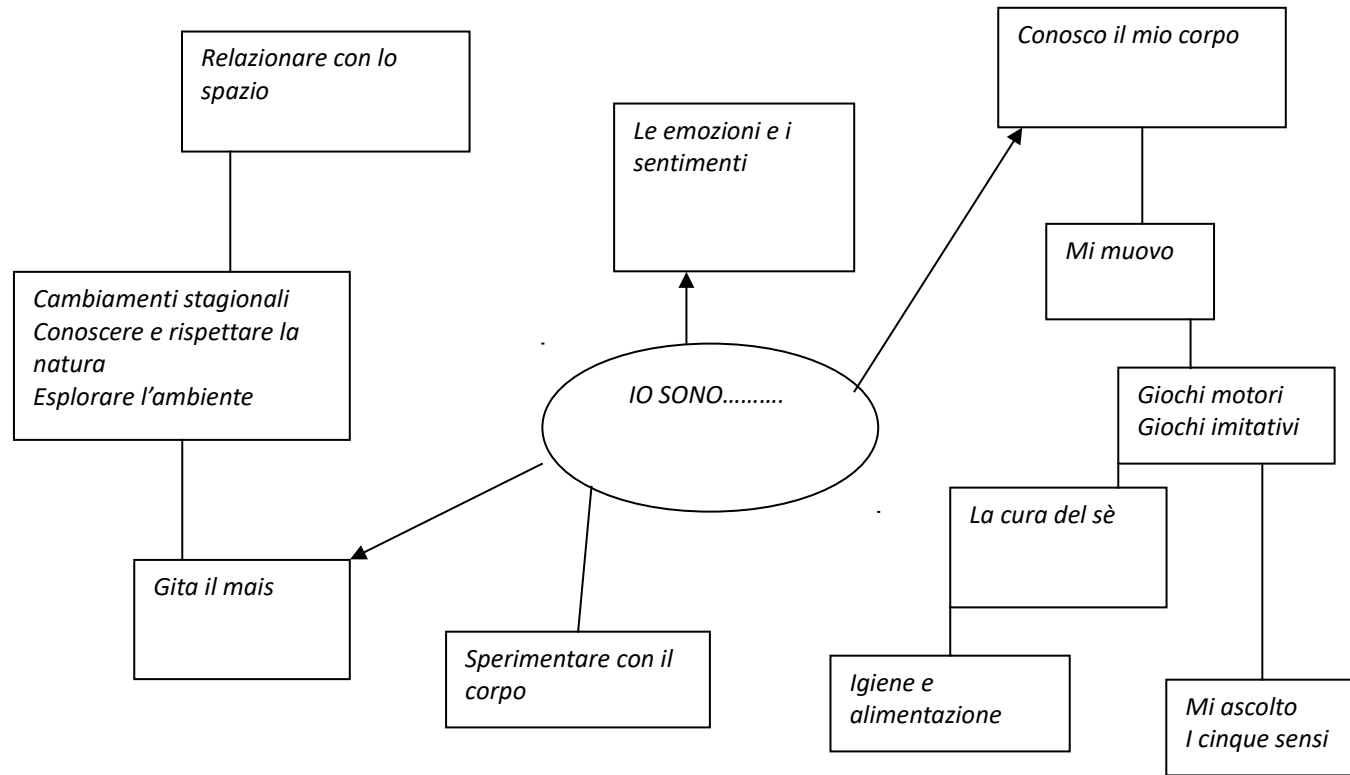 Relazionare con lo
spazio
Le emozioni e i
sentimenti
Conosco il mio corpo
Mi muovo
Cambiamenti stagionali
Conoscere e rispettare la
natura
Esplorare l’ambiente
IO SONO……….
Giochi motori
Giochi imitativi
La cura del sè
Gita il mais
Sperimentare con il
corpo
Igiene e
alimentazione
Mi ascolto
I cinque sensi